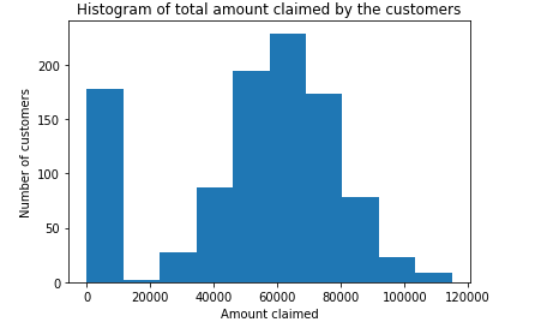 Histogram of total amount claimed by the customers
Number of customers
200
150
100
50
0
0 20000 40000 60000 80000 100000 120000
Amount claimed